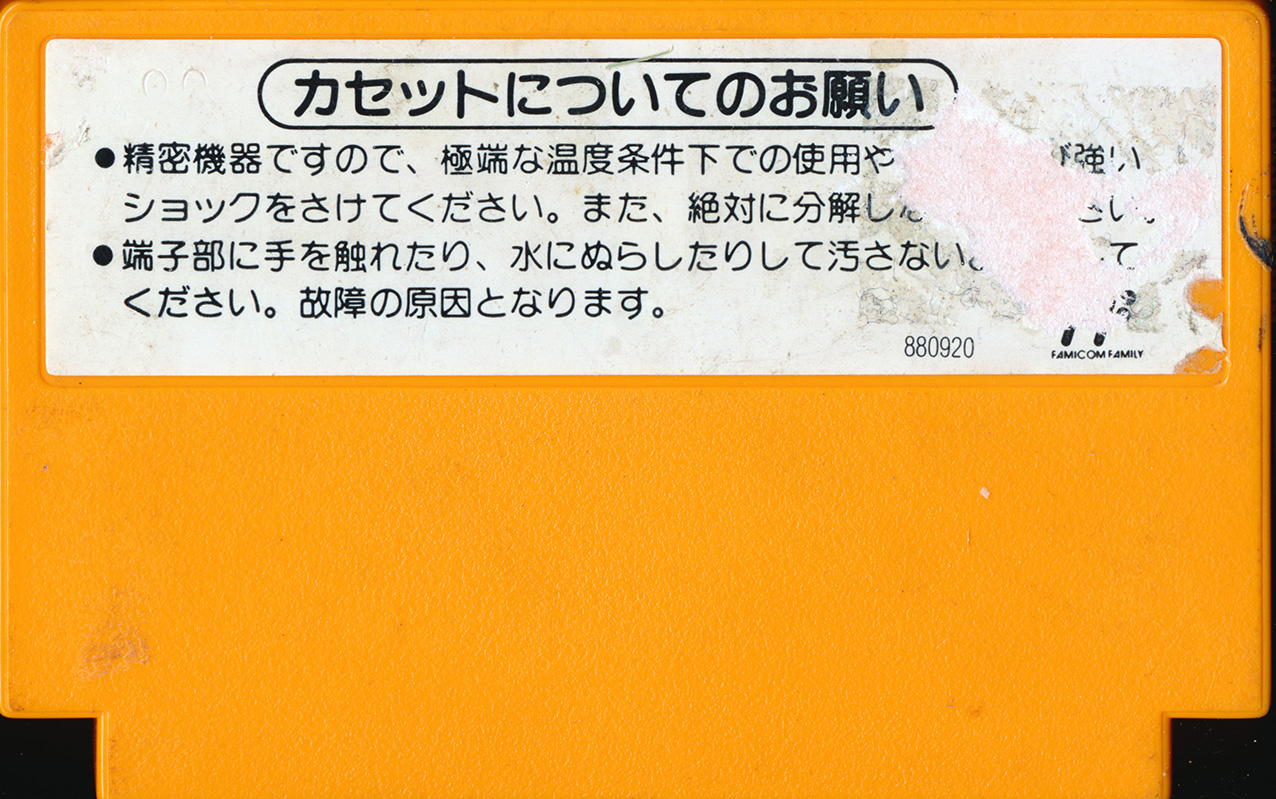 カセットについてのお願い
●精密機器ですので、極端な温度条件下での使用や 強い
ショックをさけてください。また、絶対に分解し
●端子部に手を触れたり、水にぬらしたりして汚さない して
ください。故障の原因となります。
880920
FAMICOM FAMILY